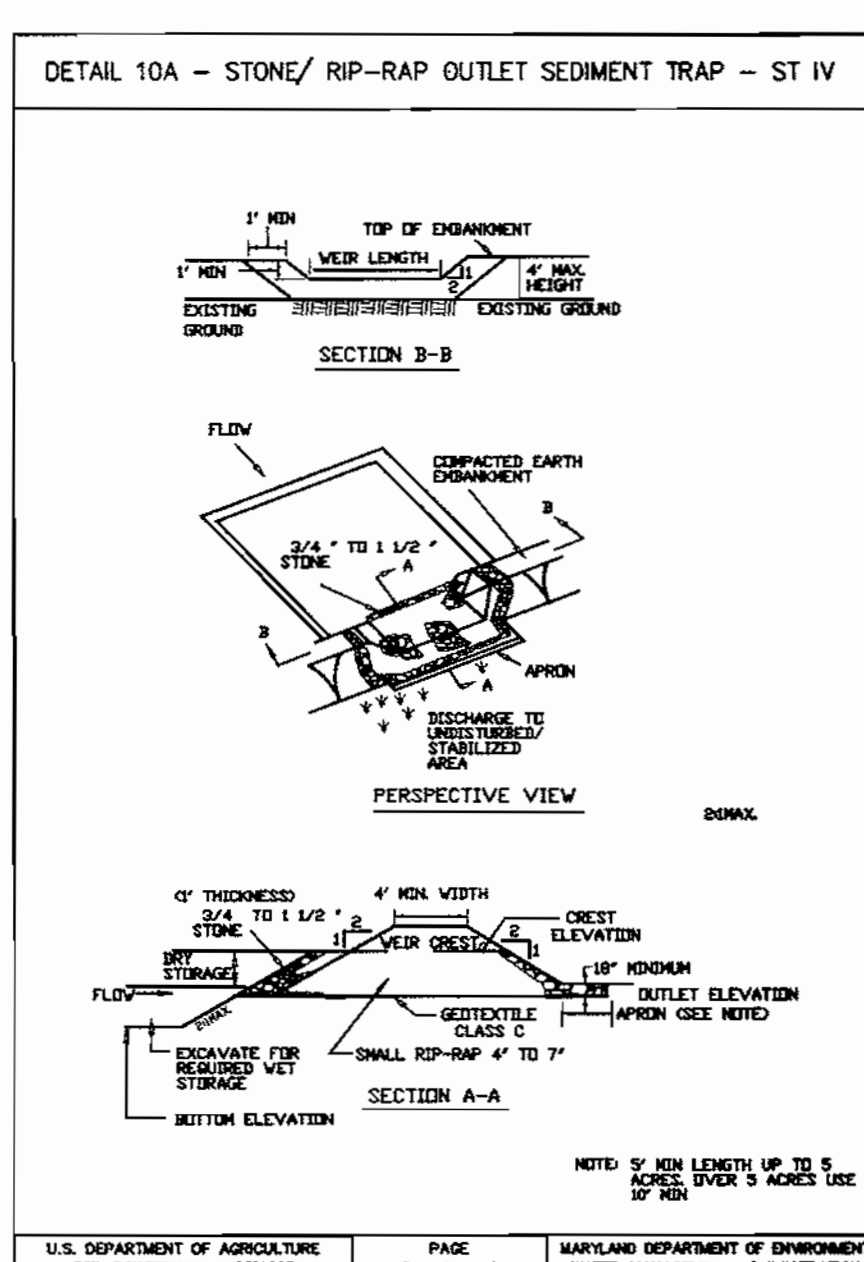 DETAIL 10A - STONE/ RIP-RAP OUTLET SEDIMENT TRAP - ST IV
1' MIN
TOP OF EMBANKMENT
WEIR LENGTH
1' MIN
1
2
4' MAX.
HEIGHT
EXISTING
GROUND
EXISTING GROUND
SECTION B-B
FLOW
COMPACTED EARTH
EMBANKMENT
B
3/4 " TO 1 1/2 "
STONE
A
B
APRON
A
DISCHARGE TO
UNDISTURBED/
STABILIZED
AREA
PERSPECTIVE VIEW
2:1MAX.
(1' THICKNESS)
3/4 TO 1 1/2 "
STONE
4' MIN. WIDTH
2
1
WEIR CREST
2
1
CREST
ELEVATION
DRY
STORAGE
18" MINIMUM
FLOW
OUTLET ELEVATION
2:1MAX
GEOTEXTILE
CLASS C
APRON (SEE NOTE)
EXCAVATE FOR
REQUIRED WET
STORAGE
SMALL RIP-RAP 4" TO 7"
SECTION A-A
BOTTOM ELEVATION
NOTE: 5' MIN LENGTH UP TO 5
ACRES. OVER 5 ACRES USE
10' MIN
U.S. DEPARTMENT OF AGRICULTURE
PAGE
MARYLAND DEPARTMENT OF ENVIRONMENT